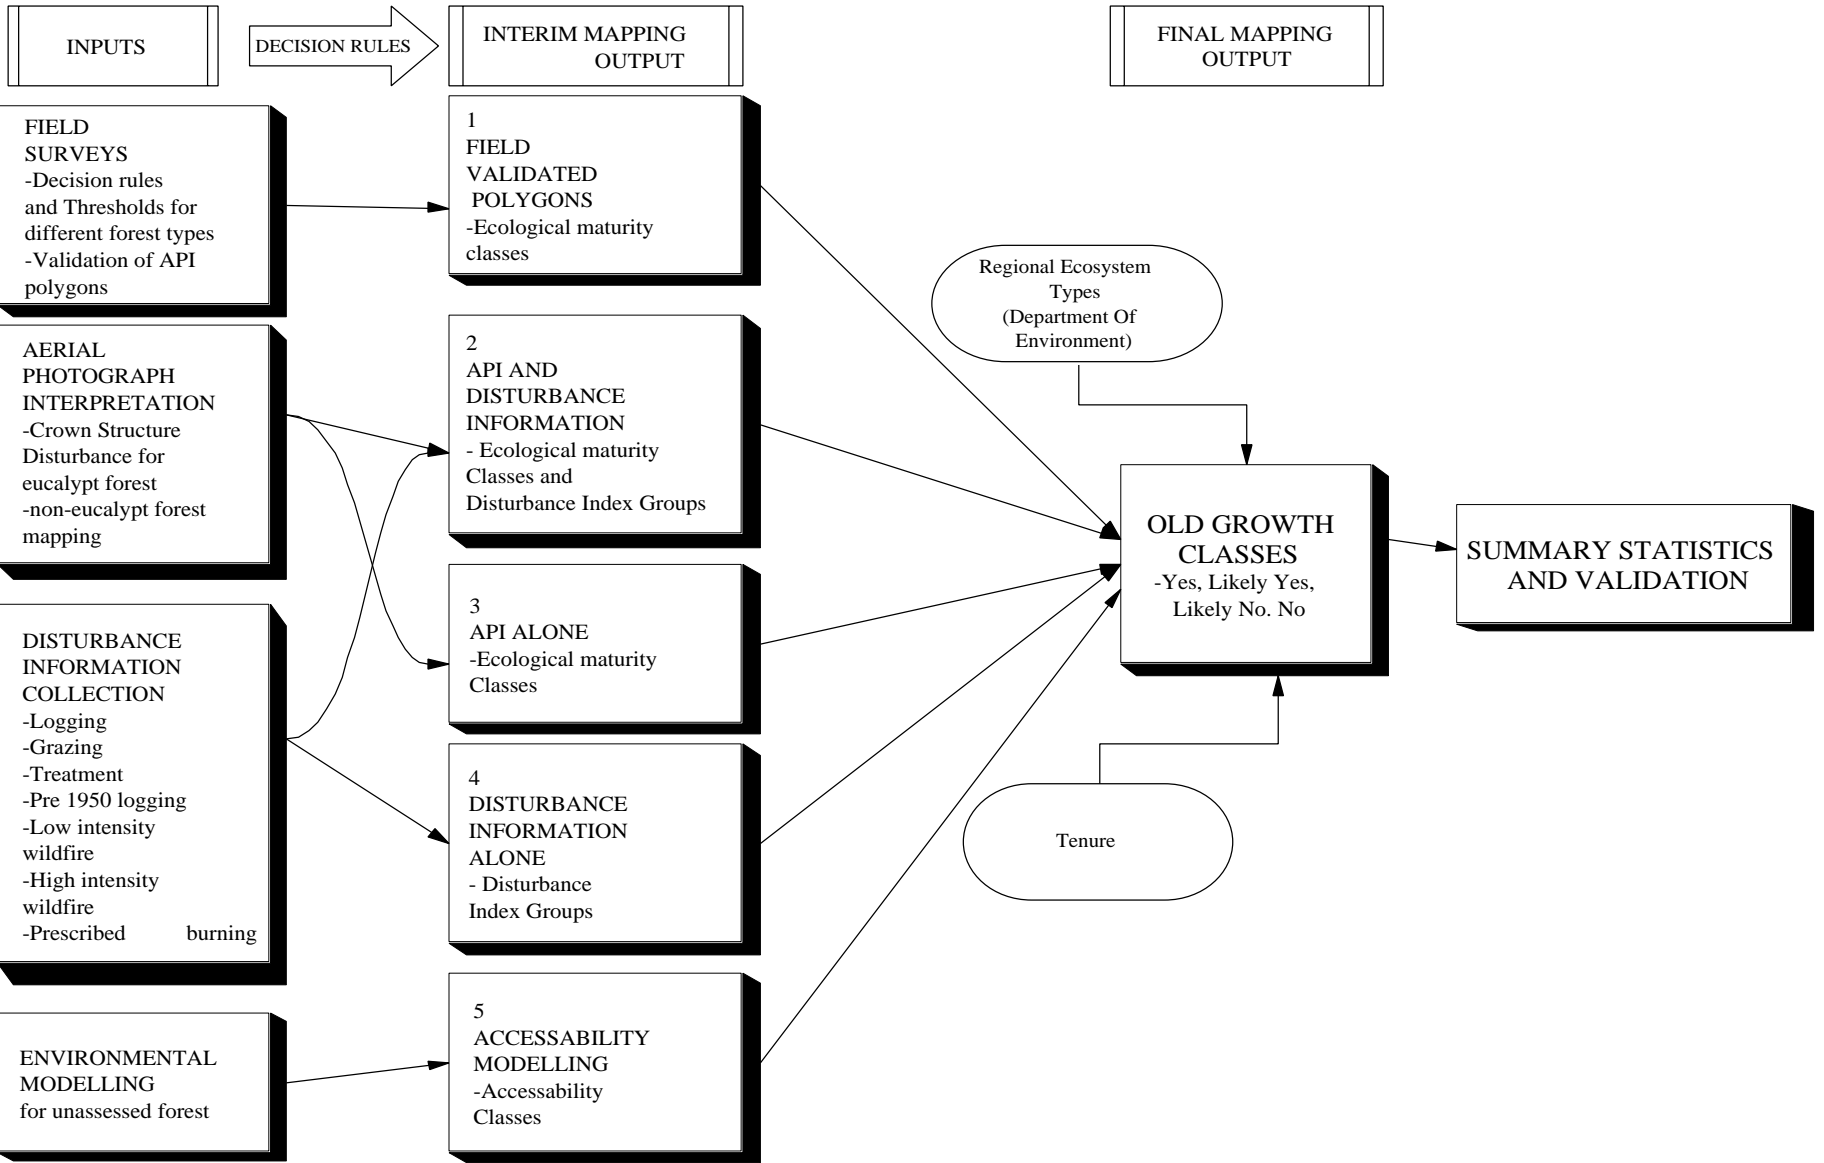 INPUTS
DECISION RULES
INTERIM MAPPING
OUTPUT
FINAL MAPPING
OUTPUT
FIELD
SURVEYS
-Decision rules
and Thresholds for
different forest types
-Validation of API
polygons
1
FIELD
VALIDATED
POLYGONS
-Ecological maturity
classes
AERIAL
PHOTOGRAPH
INTERPRETATION
-Crown Structure
Disturbance for
eucalypt forest
-non-eucalypt forest
mapping
2
API AND
DISTURBANCE
INFORMATION
- Ecological maturity
Classes and
Disturbance Index Groups
Regional Ecosystem
Types
(Department Of
Environment)
OLD GROWTH
CLASSES
-Yes, Likely Yes,
Likely No. No
SUMMARY STATISTICS
AND VALIDATION
DISTURBANCE
INFORMATION
COLLECTION
-Logging
-Grazing
-Treatment
-Pre 1950 logging
-Low intensity
wildfire
-High intensity
wildfire
-Prescribed burning
3
API ALONE
-Ecological maturity
Classes
4
DISTURBANCE
INFORMATION
ALONE
- Disturbance
Index Groups
Tenure
ENVIRONMENTAL
MODELLING
for unassessed forest
5
ACCESSABILITY
MODELLING
-Accessability
Classes